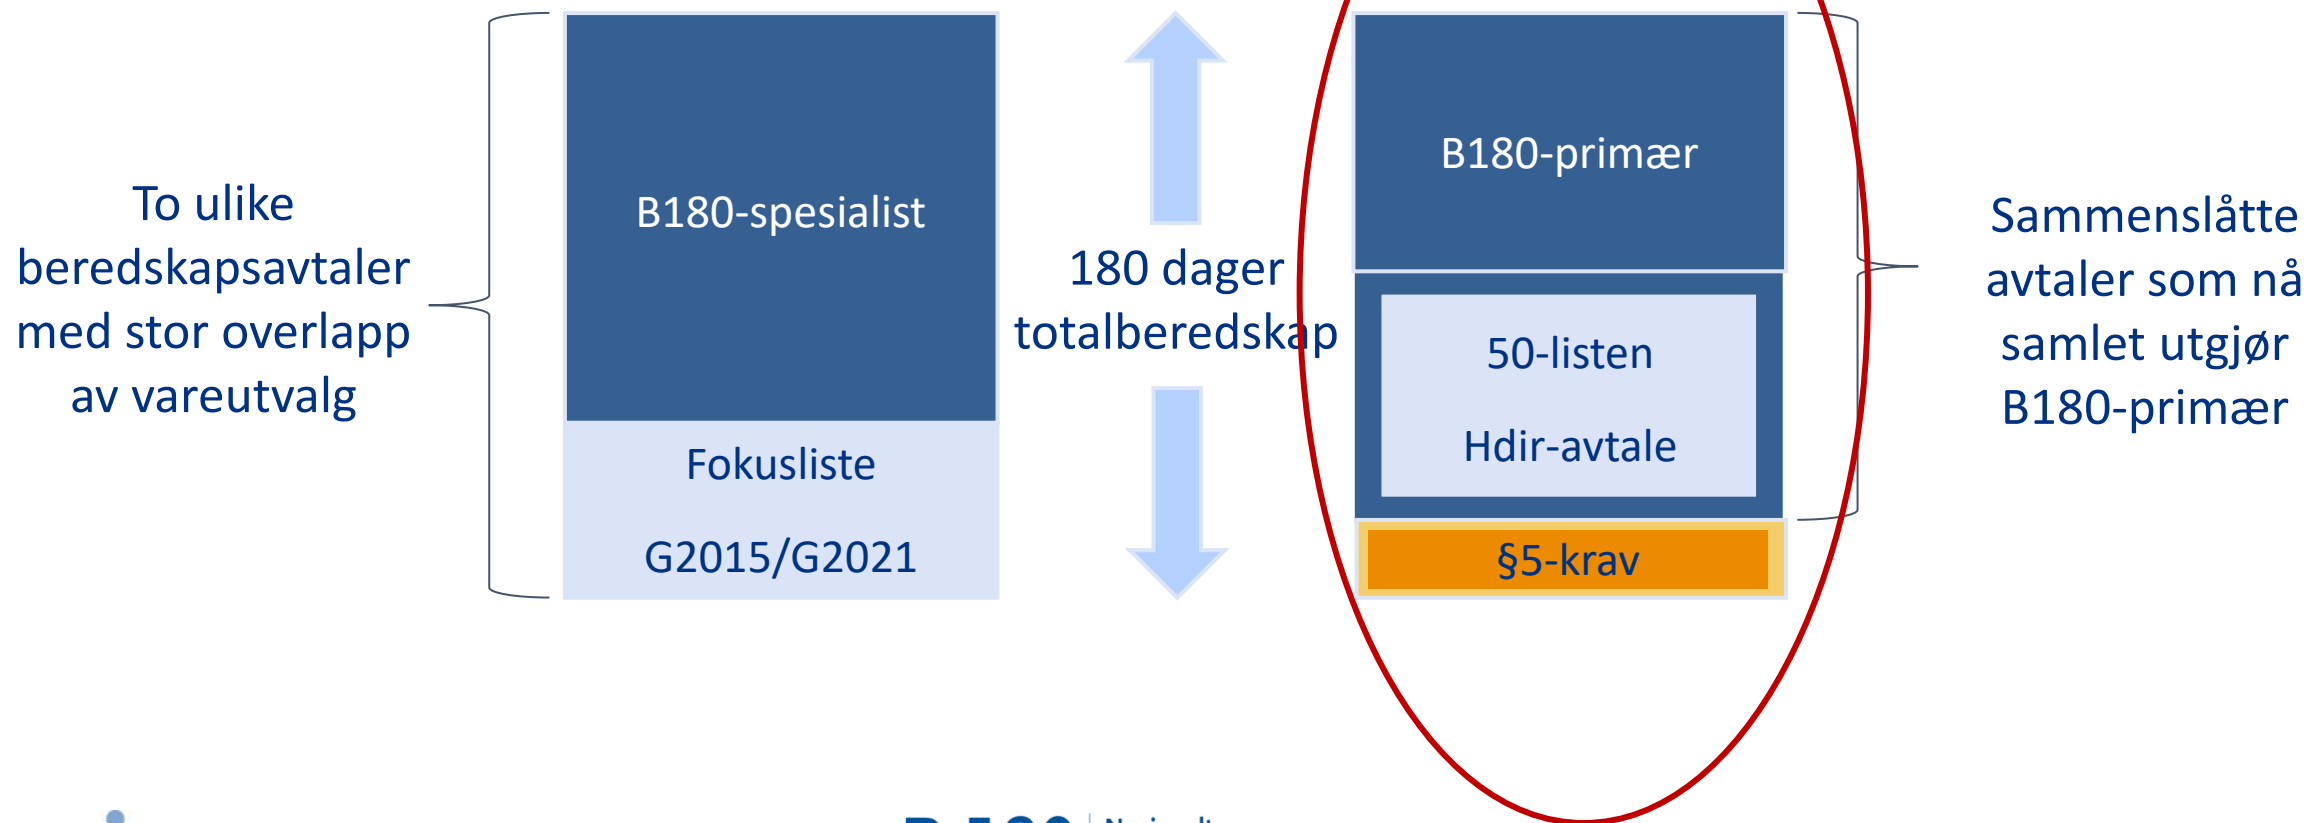 To ulike
beredskapsavtaler
med stor overlapp
av vareutvalg
B180-spesialist
Fokusliste
G2015/G2021
180 dager
totalberedskap
B180-primær
50-listen
Hdir-avtale
§5-krav
Sammenslåtte
avtaler som nå
samlet utgjør
B180-primær